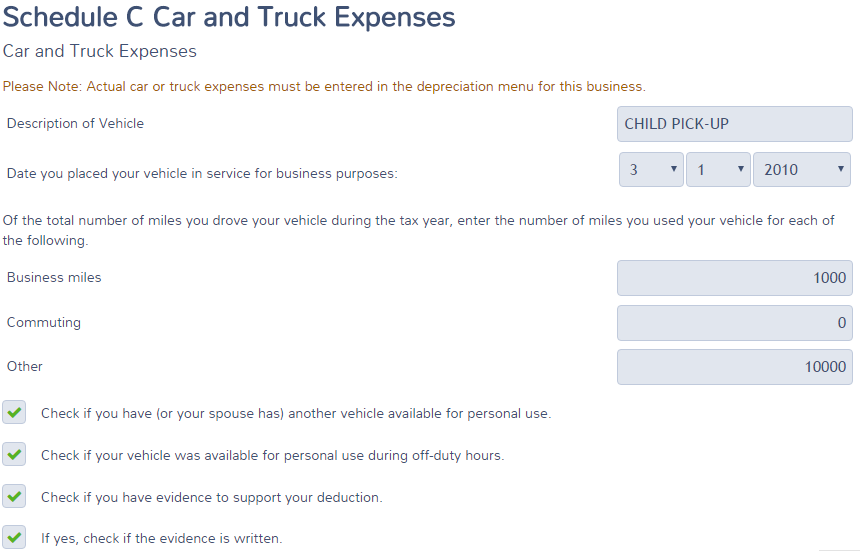 Schedule C Car and Truck Expenses
Car and Truck Expenses
Please Note: Actual car or truck expenses must be entered in the depreciation menu for this business.
Description of Vehicle CHILD PICK-UP
Date you placed your vehicle in service for business purposes: 3 1 2010
Of the total number of miles you drove your vehicle during the tax year, enter the number of miles you used your vehicle for each of
the following.
Business miles 1000
Commuting 0
Other 10000
Check if you have (or your spouse has) another vehicle available for personal use.
Check if your vehicle was available for personal use during off-duty hours.
Check if you have evidence to support your deduction.
If yes, check if the evidence is written.